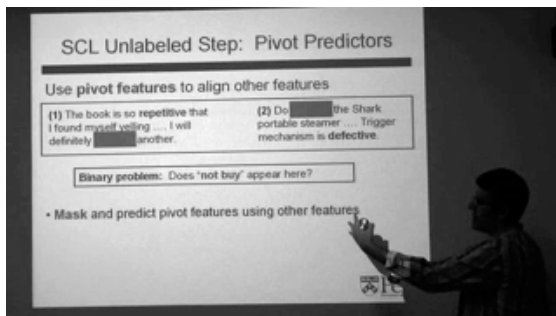 SCL Unlabeled Step: Pivot Predictors
Use pivot features to align other features
(1) The book is so repetitive that
I found myself yelling .... I will
definitely another.
(2) Do the Shark
portable steamer .... Trigger
mechanism is defective.
Binary problem: Does "not buy" appear here?
• Mask and predict pivot features using other features